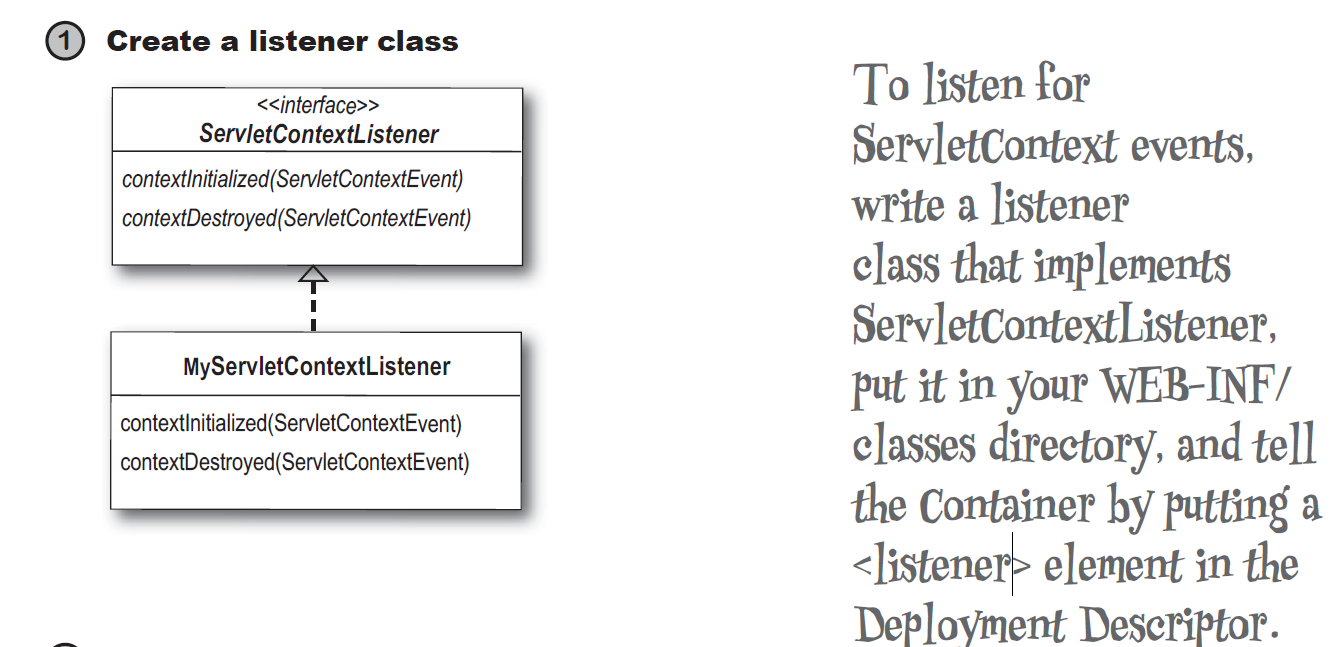 1 Create a listener class
<<interface>>
ServletContextListener
contextInitialized(ServletContextEvent)
contextDestroyed(ServletContextEvent)
MyServletContextListener
contextInitialized(ServletContextEvent)
contextDestroyed(ServletContextEvent)
To listen for
ServletContext events,
write a listener
class that implements
ServletContextListener,
put it in your WEB-INF/
classes directory, and tell
the Container by putting a
<listener> element in the
Deployment Descriptor.